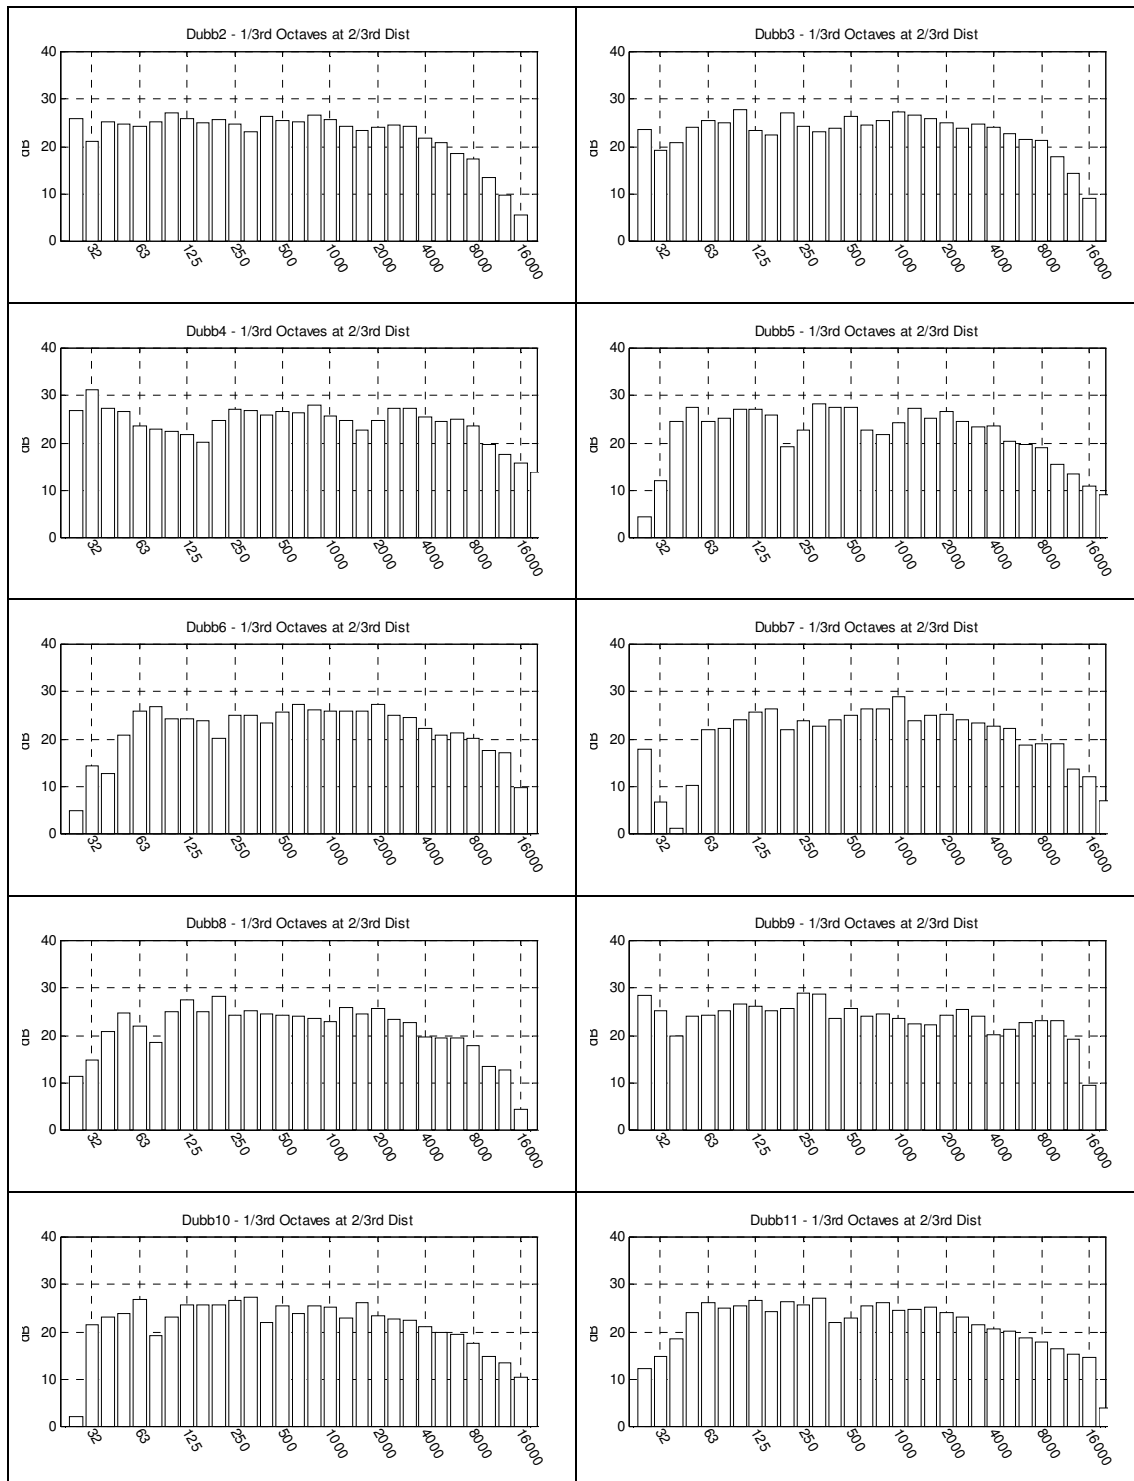 Dubb2 - 1/3rd Octaves at 2/3rd Dist
40
30
20
10
0
dB
32 63 125 250 500 1000 2000 4000 8000 16000
Dubb3 - 1/3rd Octaves at 2/3rd Dist
40
30
20
10
0
dB
32 63 125 250 500 1000 2000 4000 8000 16000
Dubb4 - 1/3rd Octaves at 2/3rd Dist
40
30
20
10
0
dB
32 63 125 250 500 1000 2000 4000 8000 16000
Dubb5 - 1/3rd Octaves at 2/3rd Dist
40
30
20
10
0
dB
32 63 125 250 500 1000 2000 4000 8000 16000
Dubb6 - 1/3rd Octaves at 2/3rd Dist
40
30
20
10
0
dB
32 63 125 250 500 1000 2000 4000 8000 16000
Dubb7 - 1/3rd Octaves at 2/3rd Dist
40
30
20
10
0
dB
32 63 125 250 500 1000 2000 4000 8000 16000
Dubb8 - 1/3rd Octaves at 2/3rd Dist
40
30
20
10
0
dB
32 63 125 250 500 1000 2000 4000 8000 16000
Dubb9 - 1/3rd Octaves at 2/3rd Dist
40
30
20
10
0
dB
32 63 125 250 500 1000 2000 4000 8000 16000
Dubb10 - 1/3rd Octaves at 2/3rd Dist
40
30
20
10
0
dB
32 63 125 250 500 1000 2000 4000 8000 16000
Dubb11 - 1/3rd Octaves at 2/3rd Dist
40
30
20
10
0
dB
32 63 125 250 500 1000 2000 4000 8000 16000